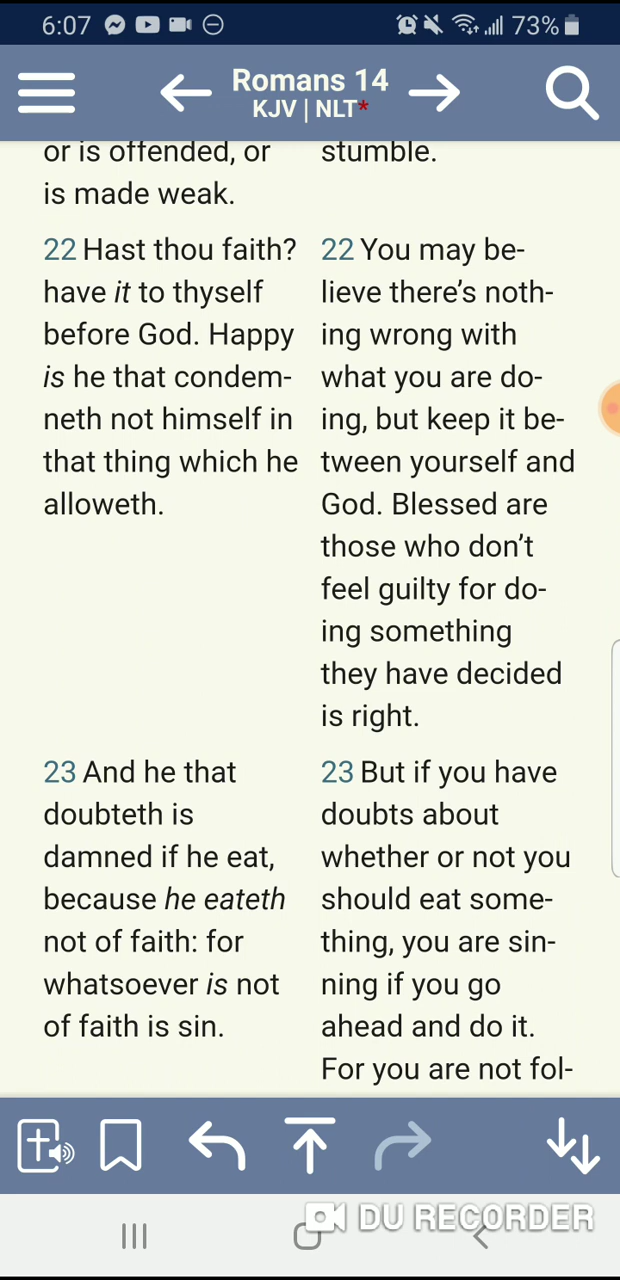 6:07
73%
Romans 14
KJV | NLT*
or is offended, or
is made weak.
22 Hast thou faith?
have it to thyself
before God. Happy
is he that condem-
neth not himself in
that thing which he
alloweth.
23 And he that
doubteth is
damned if he eat,
because he eateth
not of faith: for
whatsoever is not
of faith is sin.
stumble.
22 You may be-
lieve there's noth-
ing wrong with
what you are do-
ing, but keep it be-
tween yourself and
God. Blessed are
those who don't
feel guilty for do-
ing something
they have decided
is right.
23 But if you have
doubts about
whether or not you
should eat some-
thing, you are sin-
ning if you go
ahead and do it.
For you are not fol-
DU RECORDER